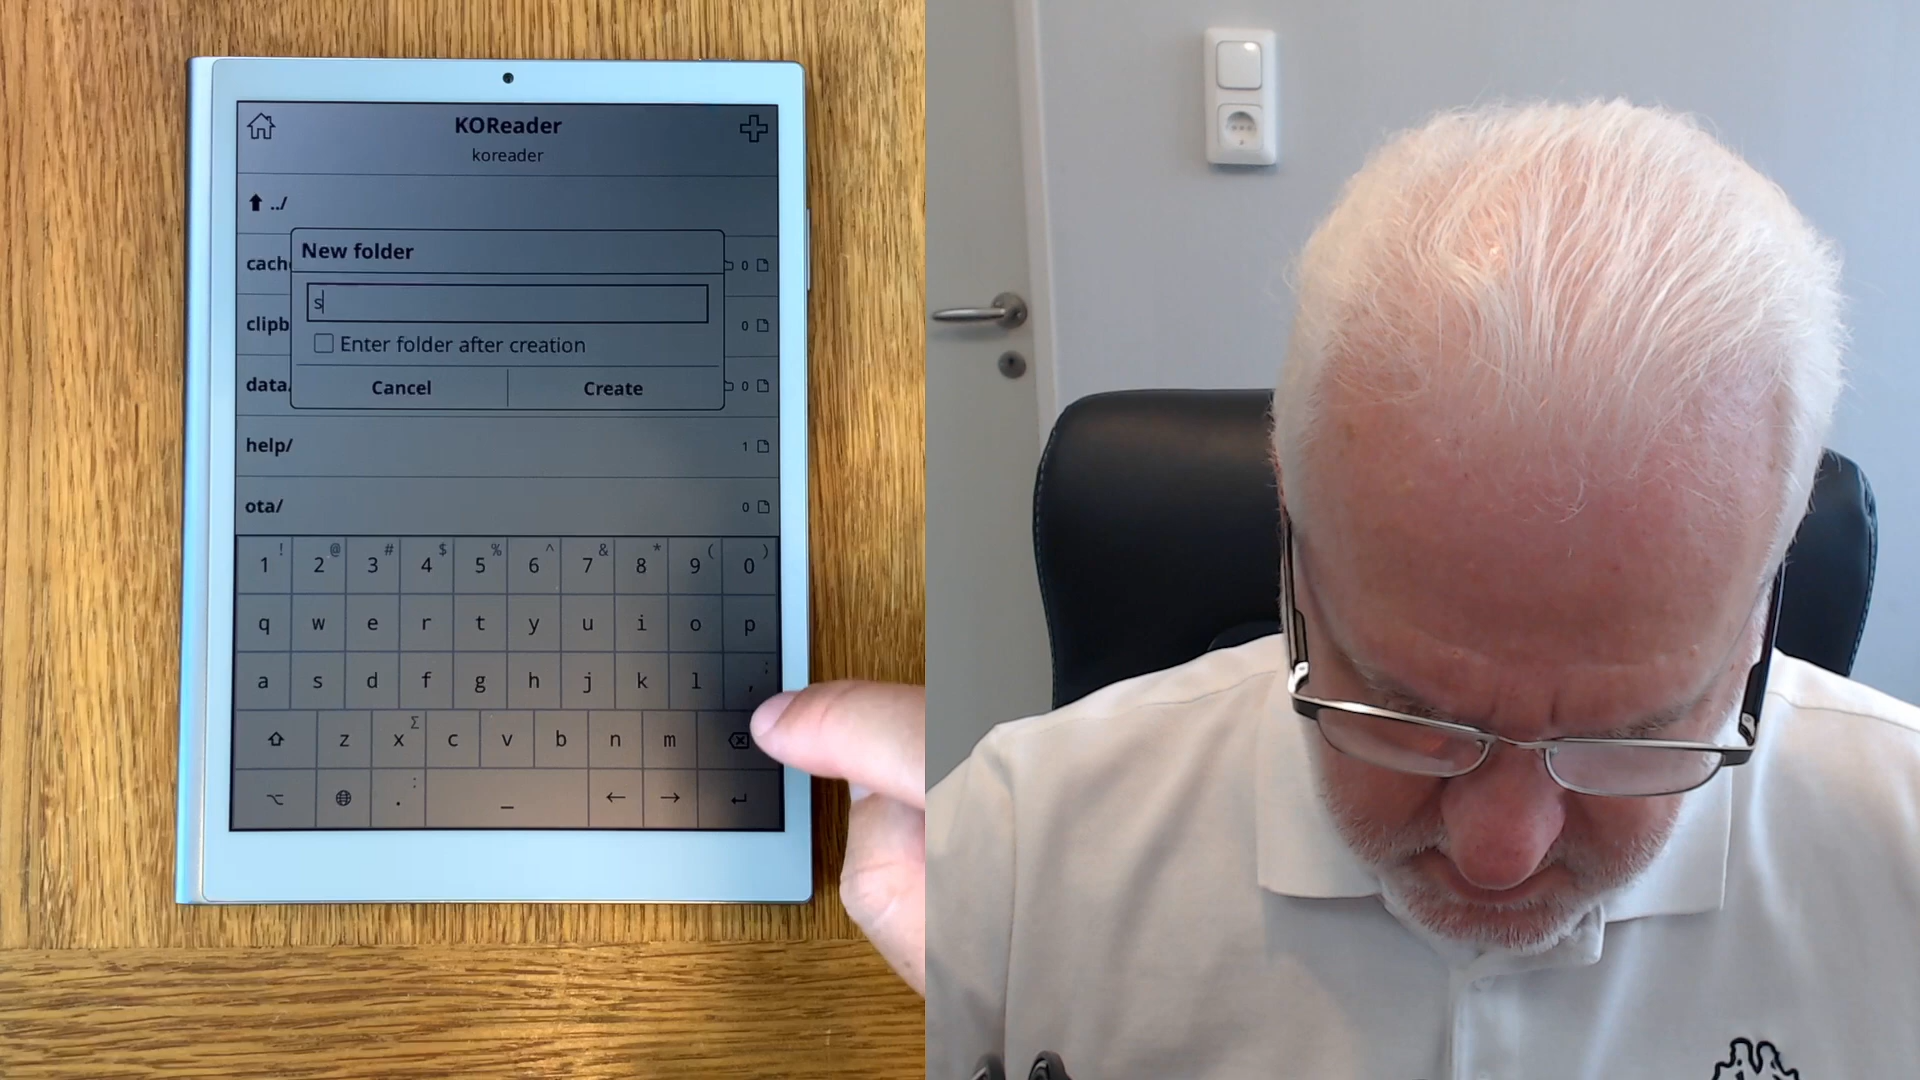 KOReader
koreader
../
New folder
cach
0
s
clipb
0
Enter folder after creation
data
0
Cancel
Create
help/
1
ota/
0
! @ # $ % ^ & * ( )
1 2 3 4 5 6 7 8 9 0
q w e r t y u i o p
a s d f g h j k l , ;
z x Σ c v b n m
. : _ ← →